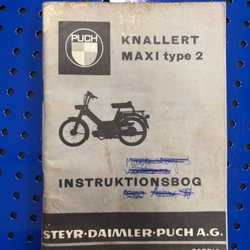 PUCH
KNALLERT
MAXI type 2
INSTRUKTIONSBOG
STEYR-DAIMLER-PUCH A.G.